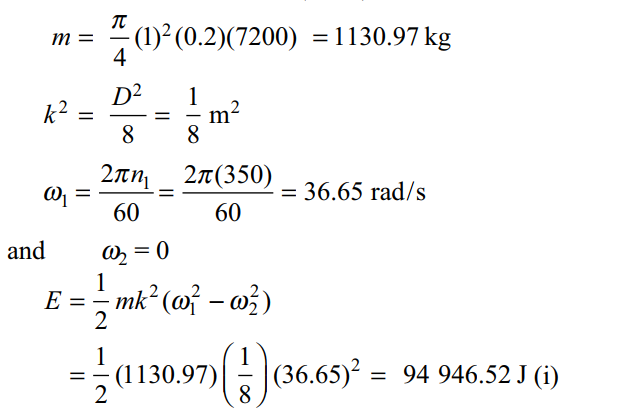 m = π/4 (1)² (0.2)(7200) = 1130.97 kg
k² = D²/8 = 1/8 m²
ω₁ = 2πn₁/60 = 2π(350)/60 = 36.65 rad/s
and ω₂ = 0
E = 1/2 mk² (ω₁² − ω₂²)
= 1/2 (1130.97) (1/8) (36.65)² = 94 946.52 J (i)